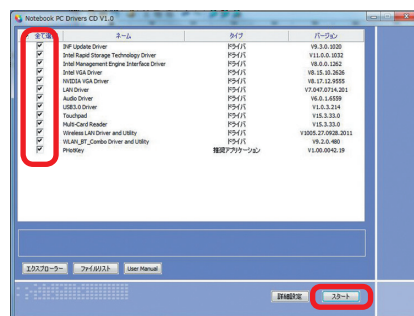 Notebook PC Drivers CD V1.0
全て選 ネーム タイプ バージョン
INF Update Driver ドライバ V9.3.0.1020
Intel Rapid Storage Technology Driver ドライバ V11.0.0.1032
Intel Management Engine Interface Driver ドライバ V8.0.0.1262
Intel VGA Driver ドライバ V8.15.10.2626
NVIDIA VGA Driver ドライバ V8.17.12.9555
LAN Driver ドライバ V7.047.0714.201
Audio Driver ドライバ V6.0.1.6559
USB3.0 Driver ドライバ V1.0.3.214
Touchpad ドライバ V15.3.33.0
Multi-Card Reader ドライバ V15.3.33.0
Wireless LAN Driver and Utility ドライバ V1005.27.0928.2011
WLAN_BT_Combo Driver and Utility ドライバ V9.2.0.480
PHotKey 推奨アプリケーション V1.00.0042.19
エクスプローラー ファイルリスト User Manual
詳細設定 スタート